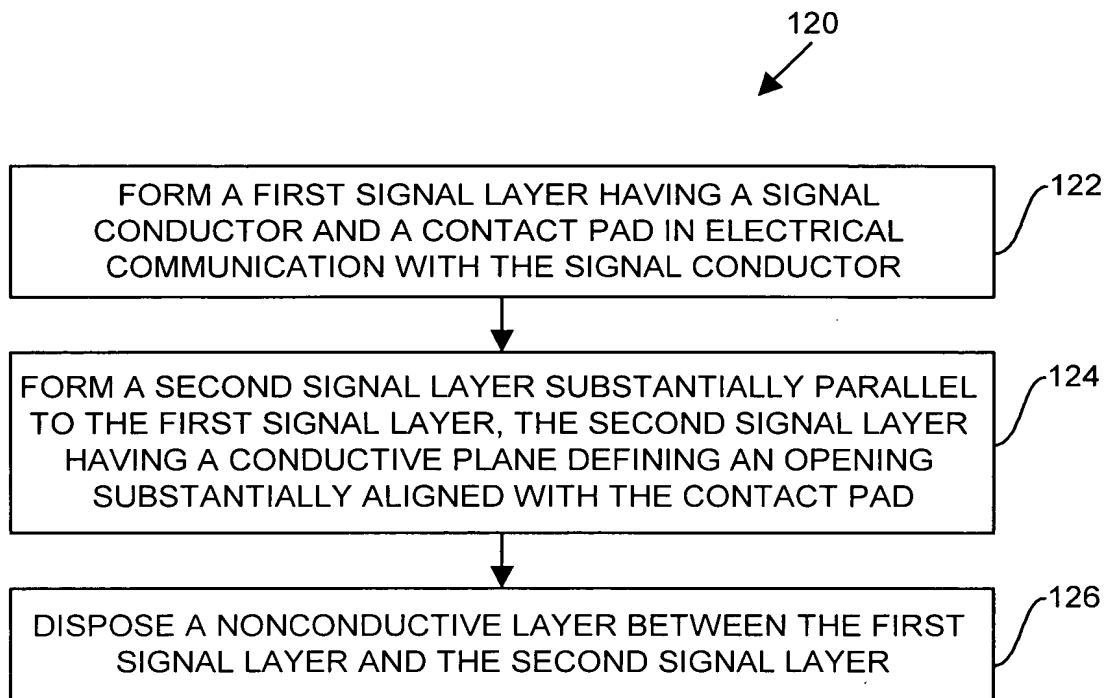 120
FORM A FIRST SIGNAL LAYER HAVING A SIGNAL
CONDUCTOR AND A CONTACT PAD IN ELECTRICAL
COMMUNICATION WITH THE SIGNAL CONDUCTOR
122
FORM A SECOND SIGNAL LAYER SUBSTANTIALLY PARALLEL
TO THE FIRST SIGNAL LAYER, THE SECOND SIGNAL LAYER
HAVING A CONDUCTIVE PLANE DEFINING AN OPENING
SUBSTANTIALLY ALIGNED WITH THE CONTACT PAD
124
DISPOSE A NONCONDUCTIVE LAYER BETWEEN THE FIRST
SIGNAL LAYER AND THE SECOND SIGNAL LAYER
126